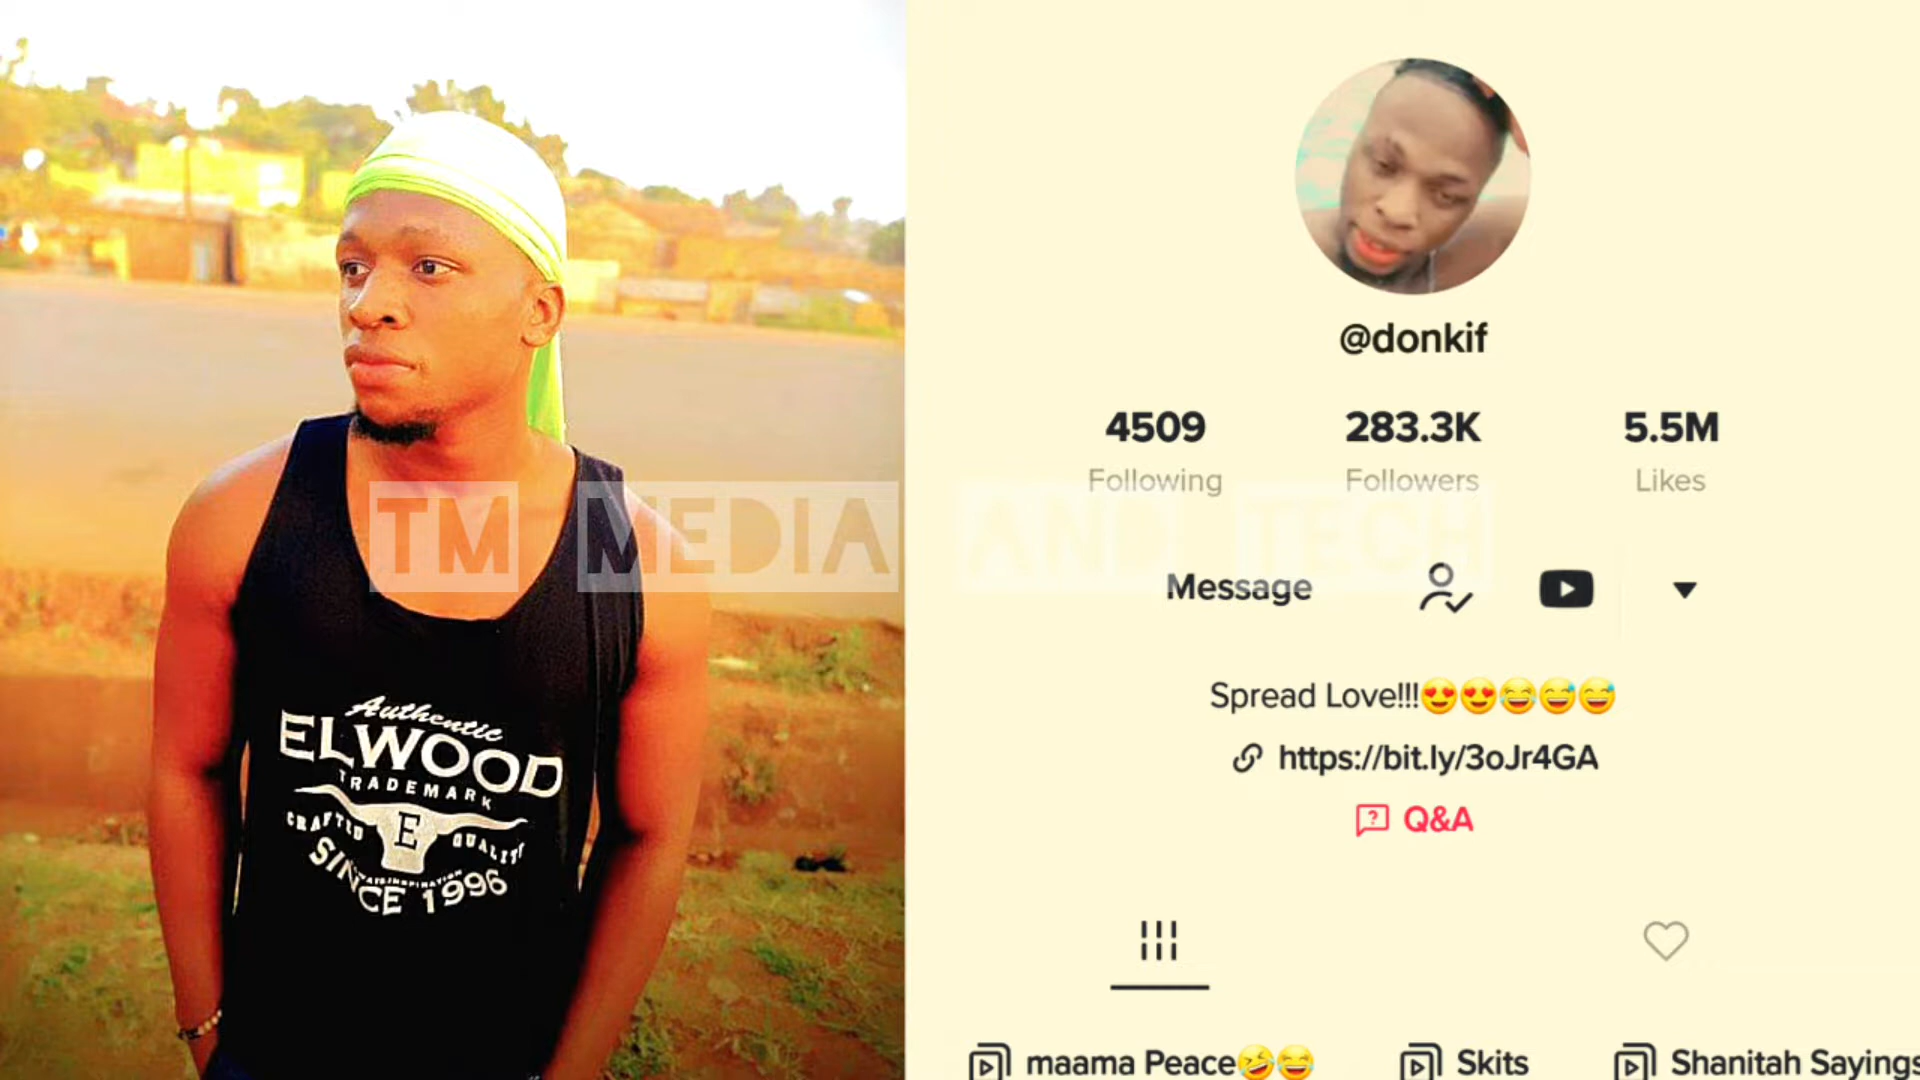 Authentic
ELWOOD
TRADEMARK
CRAFTED E QUALITY
SINCE 1996
TM MEDIA AND TECH
@donkif
4509 283.3K 5.5M
Following Followers Likes
Message
Spread Love!!!😍😍😂😅😅
https://bit.ly/3oJr4GA
Q&A
maama Peace🤣😂 Skits Shanitah Sayings